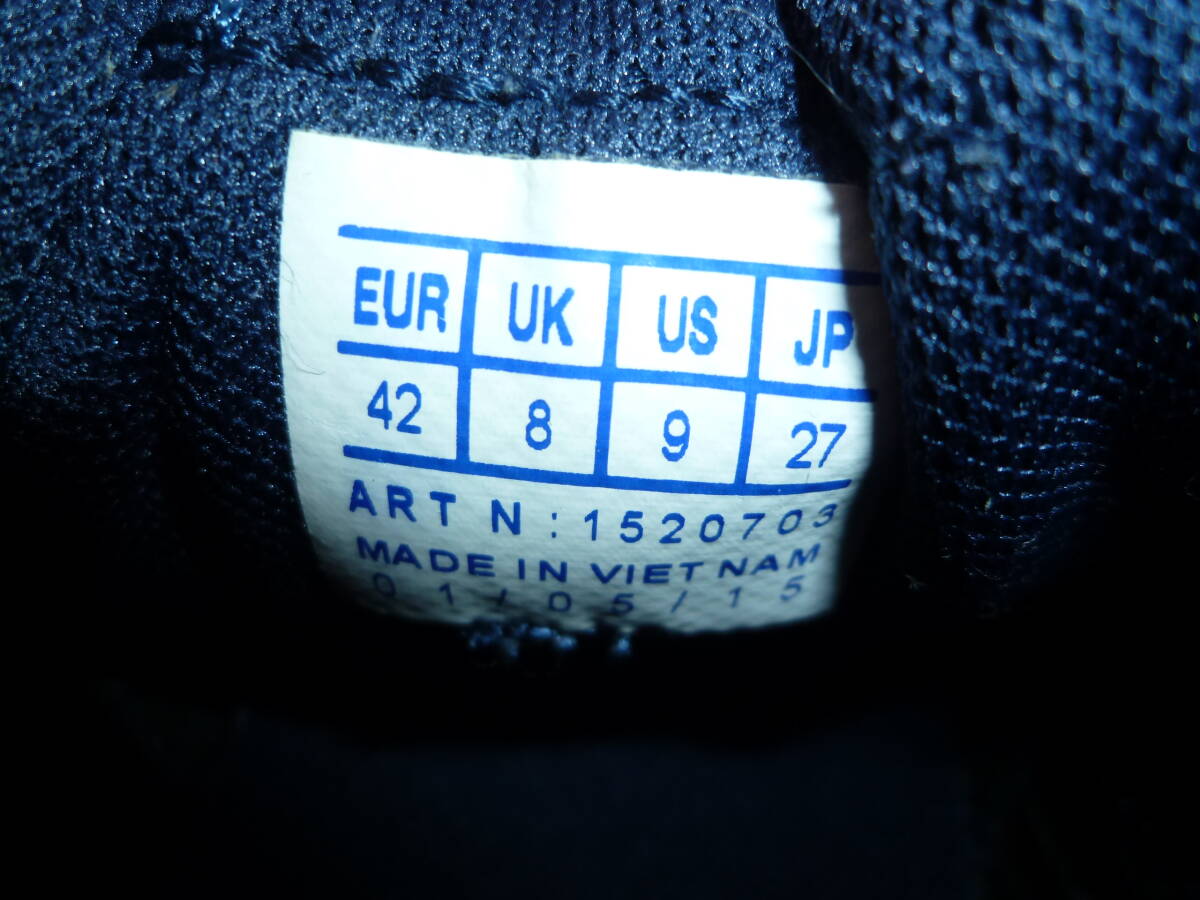 EUR UK US JP
42 8 9 27
ART N:1520703
MADE IN VIETNAM
01/05/15